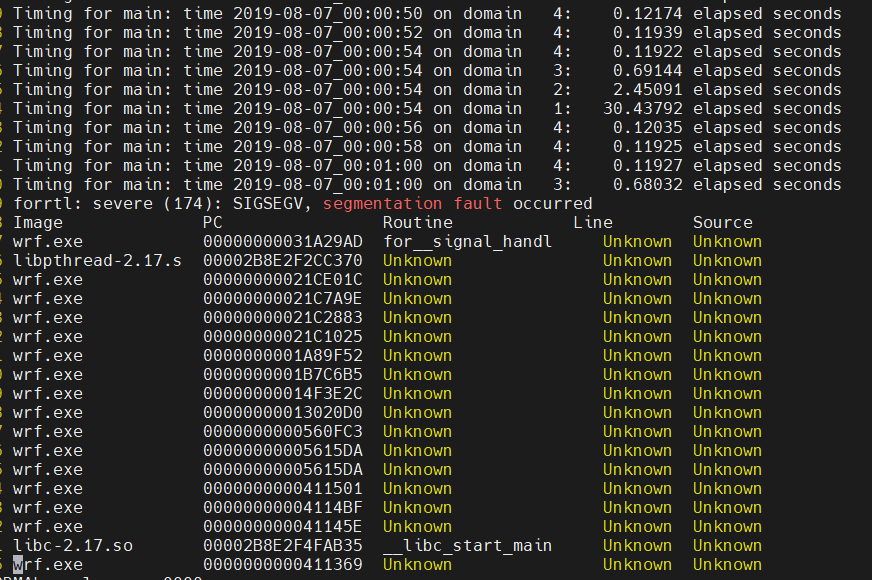 Timing for main: time 2019-08-07_00:00:50 on domain   4:    0.12174 elapsed seconds
Timing for main: time 2019-08-07_00:00:52 on domain   4:    0.11939 elapsed seconds
Timing for main: time 2019-08-07_00:00:54 on domain   4:    0.11922 elapsed seconds
Timing for main: time 2019-08-07_00:00:54 on domain   3:    0.69144 elapsed seconds
Timing for main: time 2019-08-07_00:00:54 on domain   2:    2.45091 elapsed seconds
Timing for main: time 2019-08-07_00:00:54 on domain   1:   30.43792 elapsed seconds
Timing for main: time 2019-08-07_00:00:56 on domain   4:    0.12035 elapsed seconds
Timing for main: time 2019-08-07_00:00:58 on domain   4:    0.11925 elapsed seconds
Timing for main: time 2019-08-07_00:01:00 on domain   4:    0.11927 elapsed seconds
Timing for main: time 2019-08-07_00:01:00 on domain   3:    0.68032 elapsed seconds
forrtl: severe (174): SIGSEGV, segmentation fault occurred
Image              PC                Routine            Line        Source
wrf.exe            00000000031A29AD  for__signal_handl     Unknown  Unknown
libpthread-2.17.s  00002B8E2F2CC370  Unknown               Unknown  Unknown
wrf.exe            00000000021CE01C  Unknown               Unknown  Unknown
wrf.exe            00000000021C7A9E  Unknown               Unknown  Unknown
wrf.exe            00000000021C2883  Unknown               Unknown  Unknown
wrf.exe            00000000021C1025  Unknown               Unknown  Unknown
wrf.exe            0000000001A89F52  Unknown               Unknown  Unknown
wrf.exe            0000000001B7C6B5  Unknown               Unknown  Unknown
wrf.exe            00000000014F3E2C  Unknown               Unknown  Unknown
wrf.exe            00000000013020D0  Unknown               Unknown  Unknown
wrf.exe            0000000000560FC3  Unknown               Unknown  Unknown
wrf.exe            00000000005615DA  Unknown               Unknown  Unknown
wrf.exe            00000000005615DA  Unknown               Unknown  Unknown
wrf.exe            0000000000411501  Unknown               Unknown  Unknown
wrf.exe            00000000004114BF  Unknown               Unknown  Unknown
wrf.exe            000000000041145E  Unknown               Unknown  Unknown
libc-2.17.so       00002B8E2F4FAB35  __libc_start_main     Unknown  Unknown
wrf.exe            0000000000411369  Unknown               Unknown  Unknown